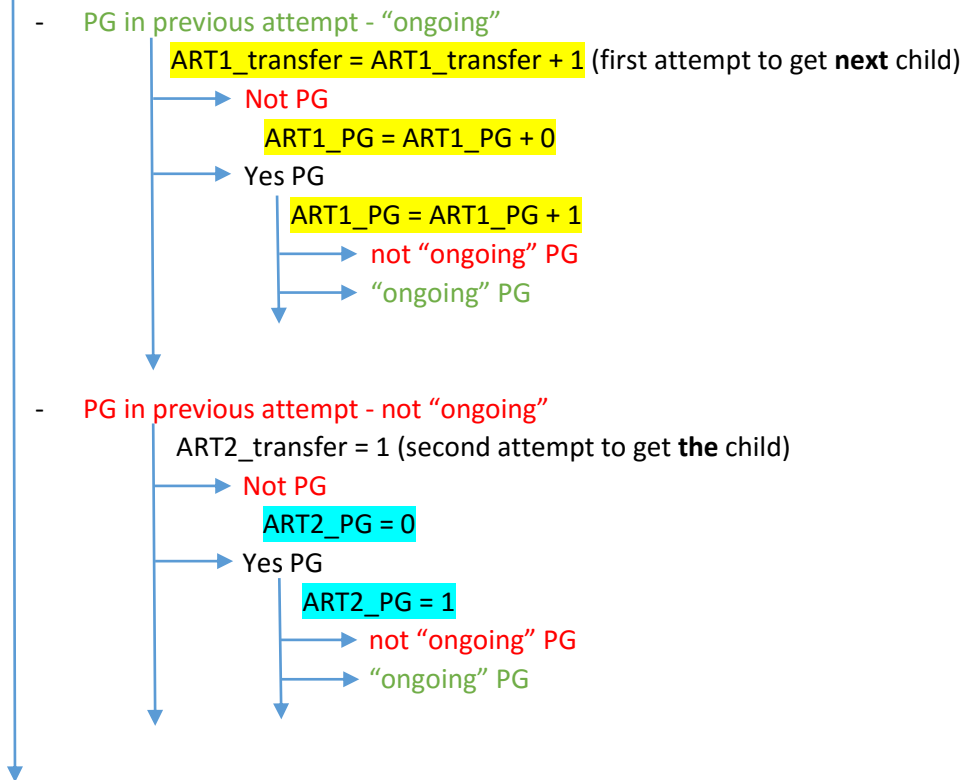 - PG in previous attempt - “ongoing”
ART1_transfer = ART1_transfer + 1 (first attempt to get next child)
Not PG
ART1_PG = ART1_PG + 0
Yes PG
ART1_PG = ART1_PG + 1
not “ongoing” PG
“ongoing” PG
- PG in previous attempt - not “ongoing”
ART2_transfer = 1 (second attempt to get the child)
Not PG
ART2_PG = 0
Yes PG
ART2_PG = 1
not “ongoing” PG
“ongoing” PG